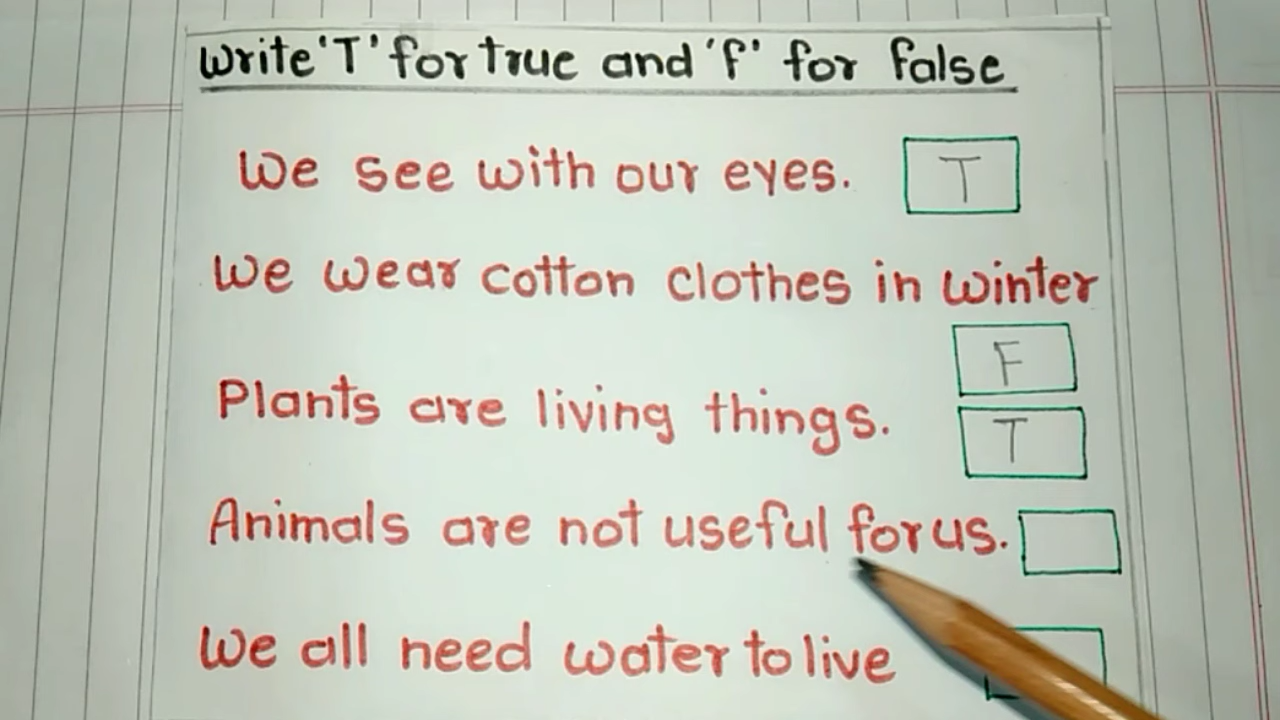 Write 'T' for true and 'f' for false
We see with our eyes. T
We wear cotton clothes in winter
F
Plants are living things. T
Animals are not useful for us.
We all need water to live